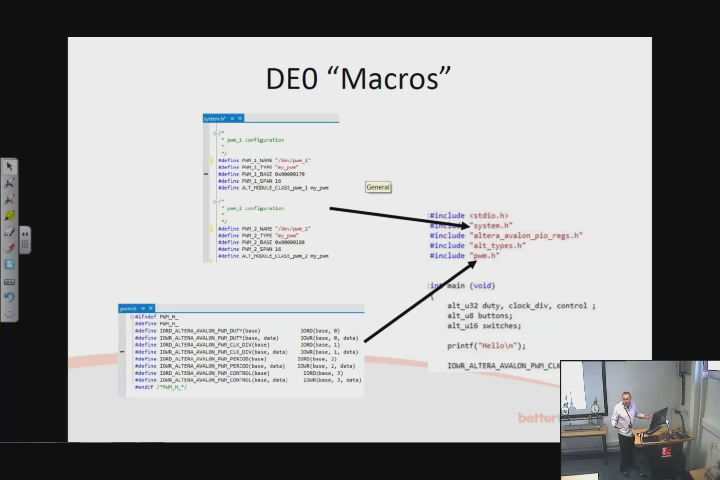 DE0 “Macros”
system.h*
/*
* pwm_1 configuration
*
*/
#define PWM_1_NAME "/dev/pwm_1"
#define PWM_1_TYPE "my_pwm"
#define PWM_1_BASE 0x00000170
#define PWM_1_SPAN 16
#define ALT_MODULE_CLASS_pwm_1 my_pwm
/*
* pwm_2 configuration
*
*/
#define PWM_2_NAME "/dev/pwm_2"
#define PWM_2_TYPE "my_pwm"
#define PWM_2_BASE 0x00000180
#define PWM_2_SPAN 16
#define ALT_MODULE_CLASS_pwm_2 my_pwm
General
#include <stdio.h>
#include "system.h"
#include "altera_avalon_pio_regs.h"
#include "alt_types.h"
#include "pwm.h"
int main (void)
{
alt_u32 duty, clock_div, control ;
alt_u8 buttons;
alt_u16 switches;
printf("Hello\n");
IOWR_ALTERA_AVALON_PWM_CLK
pwm.h
#ifndef PWM_H_
#define PWM_H_
#define IORD_ALTERA_AVALON_PWM_DUTY(base) IORD(base, 0)
#define IOWR_ALTERA_AVALON_PWM_DUTY(base, data) IOWR(base, 0, data)
#define IORD_ALTERA_AVALON_PWM_CLK_DIV(base) IORD(base, 1)
#define IOWR_ALTERA_AVALON_PWM_CLK_DIV(base, data) IOWR(base, 1, data)
#define IORD_ALTERA_AVALON_PWM_PERIOD(base) IORD(base, 2)
#define IOWR_ALTERA_AVALON_PWM_PERIOD(base, data) IOWR(base, 2, data)
#define IORD_ALTERA_AVALON_PWM_CONTROL(base) IORD(base, 3)
#define IOWR_ALTERA_AVALON_PWM_CONTROL(base, data) IOWR(base, 3, data)
#endif /*PWM_H_*/
better